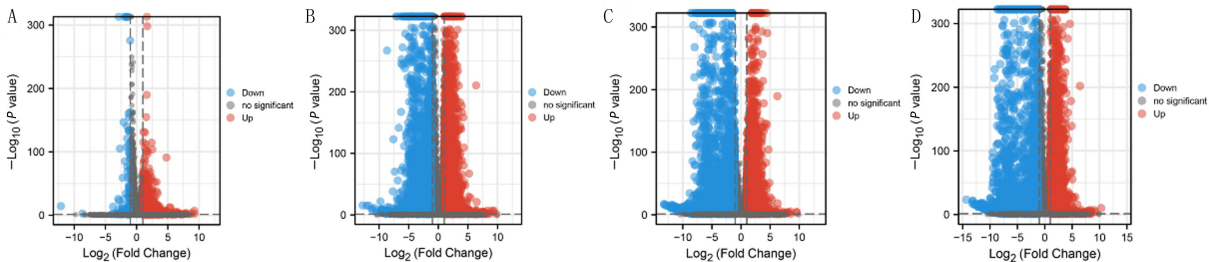 A
−Log10 (P value)
300
200
100
0
−10
−5
0
5
10
Log2 (Fold Change)
Down
no significant
Up
B
−Log10 (P value)
300
200
100
0
−10
−5
0
5
10
Log2 (Fold Change)
Down
no significant
Up
C
−Log10 (P value)
300
200
100
0
−10
−5
0
5
10
Log2 (Fold Change)
Down
no significant
Up
D
−Log10 (P value)
300
200
100
0
−15
−10
−5
0
5
10
15
Log2 (Fold Change)
Down
no significant
Up